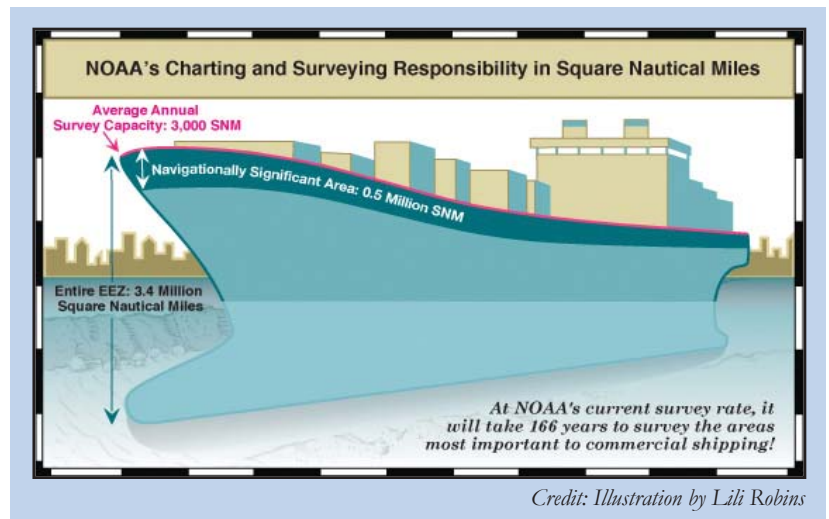 NOAA's Charting and Surveying Responsibility in Square Nautical Miles
Average Annual
Survey Capacity: 3,000 SNM
Navigationally Significant Area: 0.5 Million SNM
Entire EEZ: 3.4 Million
Square Nautical Miles
At NOAA's current survey rate, it
will take 166 years to survey the areas
most important to commercial shipping!
Credit: Illustration by Lili Robins